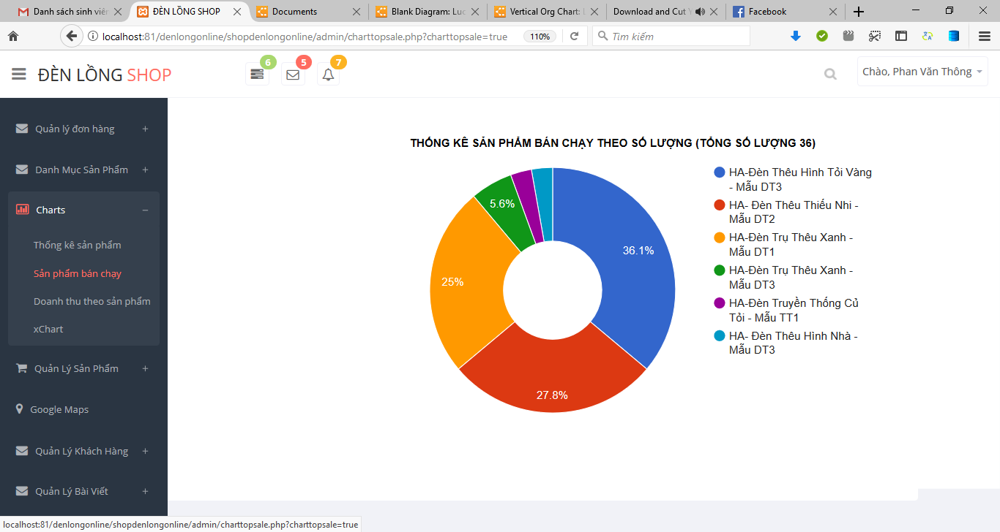 Danh sách sinh viên
ĐÈN LỒNG SHOP
Documents
Blank Diagram: Luc
Vertical Org Chart: L
Download and Cut Y
Facebook
localhost:81/denlongonline/shopdenlongonline/admin/charttopsale.php?charttopsale=true
110%
Tìm kiếm
ĐÈN LỒNG SHOP
6
5
7
Chào, Phan Văn Thông
Quản lý đơn hàng +
Danh Mục Sản Phẩm +
Charts −
Thống kê sản phẩm
Sản phẩm bán chạy
Doanh thu theo sản phẩm
xChart
Quản Lý Sản Phẩm +
Google Maps
Quản Lý Khách Hàng +
Quản Lý Bài Viết +
THỐNG KÊ SẢN PHẨM BÁN CHẠY THEO SỐ LƯỢNG (TỔNG SỐ LƯỢNG 36)
36.1%
27.8%
25%
5.6%
HA-Đèn Thêu Hình Tỏi Vàng
- Mẫu DT3
HA- Đèn Thêu Thiếu Nhi -
Mẫu DT2
HA-Đèn Trụ Thêu Xanh -
Mẫu DT1
HA-Đèn Trụ Thêu Xanh -
Mẫu DT3
HA-Đèn Truyền Thống Củ
Tỏi - Mẫu TT1
HA- Đèn Thêu Hình Nhà -
Mẫu DT3
localhost:81/denlongonline/shopdenlongonline/admin/charttopsale.php?charttopsale=true